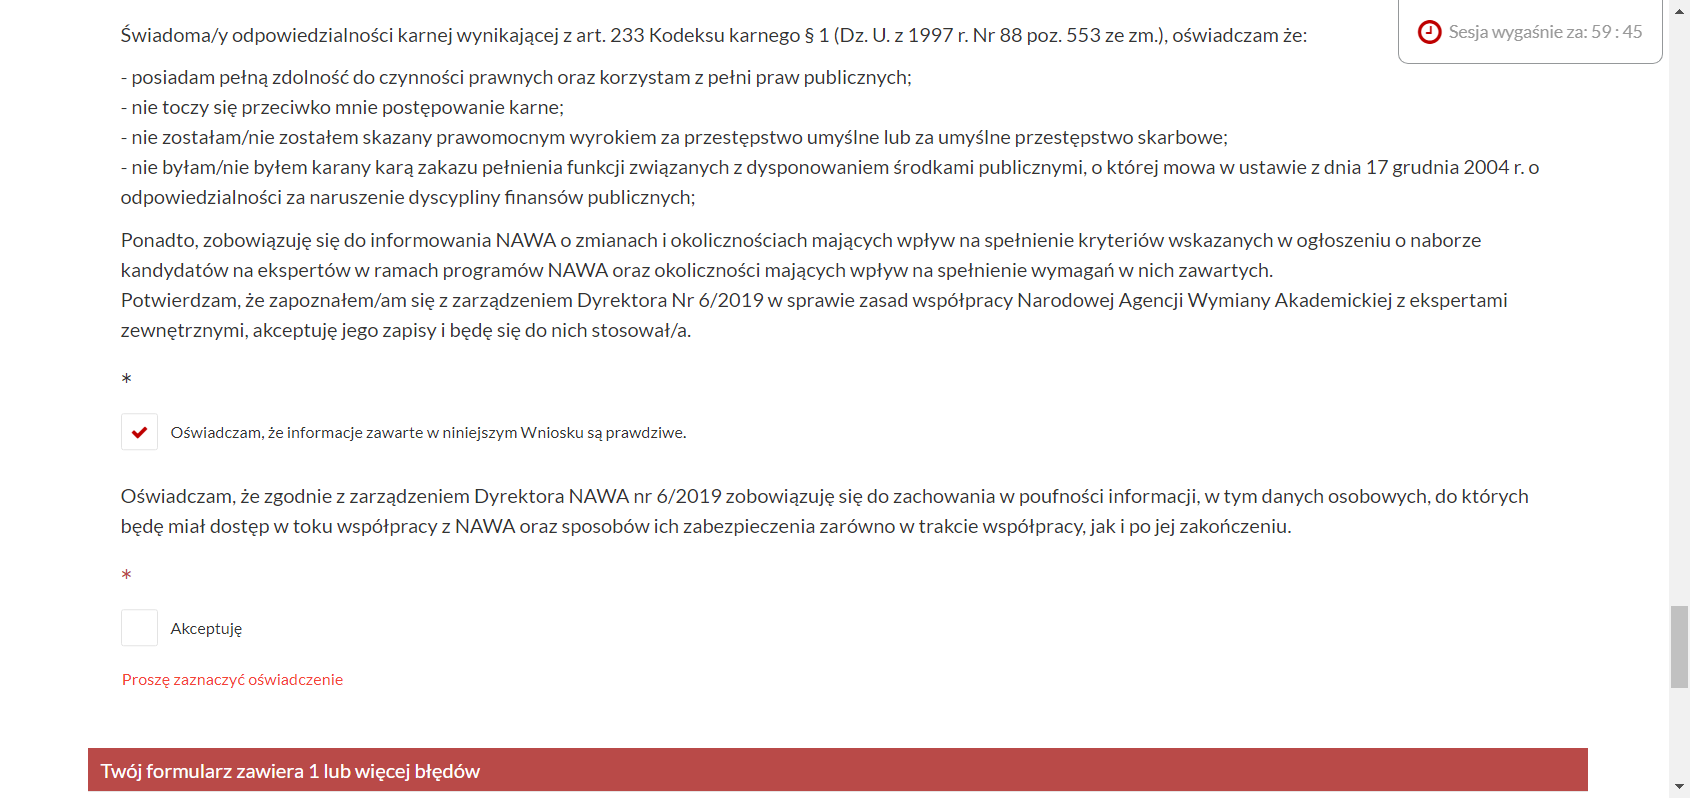 Świadoma/y odpowiedzialności karnej wynikającej z art. 233 Kodeksu karnego § 1 (Dz. U. z 1997 r. Nr 88 poz. 553 ze zm.), oświadczam że:
Sesja wygaśnie za: 59 : 45
- posiadam pełną zdolność do czynności prawnych oraz korzystam z pełni praw publicznych;
- nie toczy się przeciwko mnie postępowanie karne;
- nie zostałam/nie zostałem skazany prawomocnym wyrokiem za przestępstwo umyślne lub za umyślne przestępstwo skarbowe;
- nie byłam/nie byłem karany karą zakazu pełnienia funkcji związanych z dysponowaniem środkami publicznymi, o której mowa w ustawie z dnia 17 grudnia 2004 r. o
odpowiedzialności za naruszenie dyscypliny finansów publicznych;
Ponadto, zobowiązuję się do informowania NAWA o zmianach i okolicznościach mających wpływ na spełnienie kryteriów wskazanych w ogłoszeniu o naborze
kandydatów na ekspertów w ramach programów NAWA oraz okoliczności mających wpływ na spełnienie wymagań w nich zawartych.
Potwierdzam, że zapoznałem/am się z zarządzeniem Dyrektora Nr 6/2019 w sprawie zasad współpracy Narodowej Agencji Wymiany Akademickiej z ekspertami
zewnętrznymi, akceptuję jego zapisy i będę się do nich stosował/a.
*
Oświadczam, że informacje zawarte w niniejszym Wniosku są prawdziwe.
Oświadczam, że zgodnie z zarządzeniem Dyrektora NAWA nr 6/2019 zobowiązuję się do zachowania w poufności informacji, w tym danych osobowych, do których
będę miał dostęp w toku współpracy z NAWA oraz sposobów ich zabezpieczenia zarówno w trakcie współpracy, jak i po jej zakończeniu.
*
Akceptuję
Proszę zaznaczyć oświadczenie
Twój formularz zawiera 1 lub więcej błędów